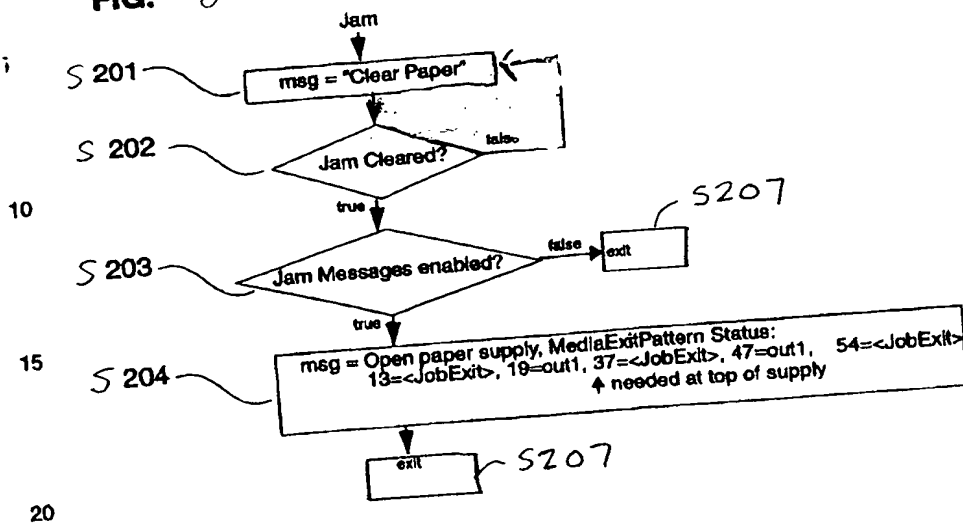 FIG.
Jam
S 201
msg = "Clear Paper"
S 202
Jam Cleared?
false
10
true
S207
S 203
Jam Messages enabled?
false
exit
true
15
S 204
msg = Open paper supply, MediaExitPattern Status:
13=<JobExit>, 19=out1, 37=<JobExit>, 47=out1, 54=<JobExit>
↑ needed at top of supply
exit
S207
20